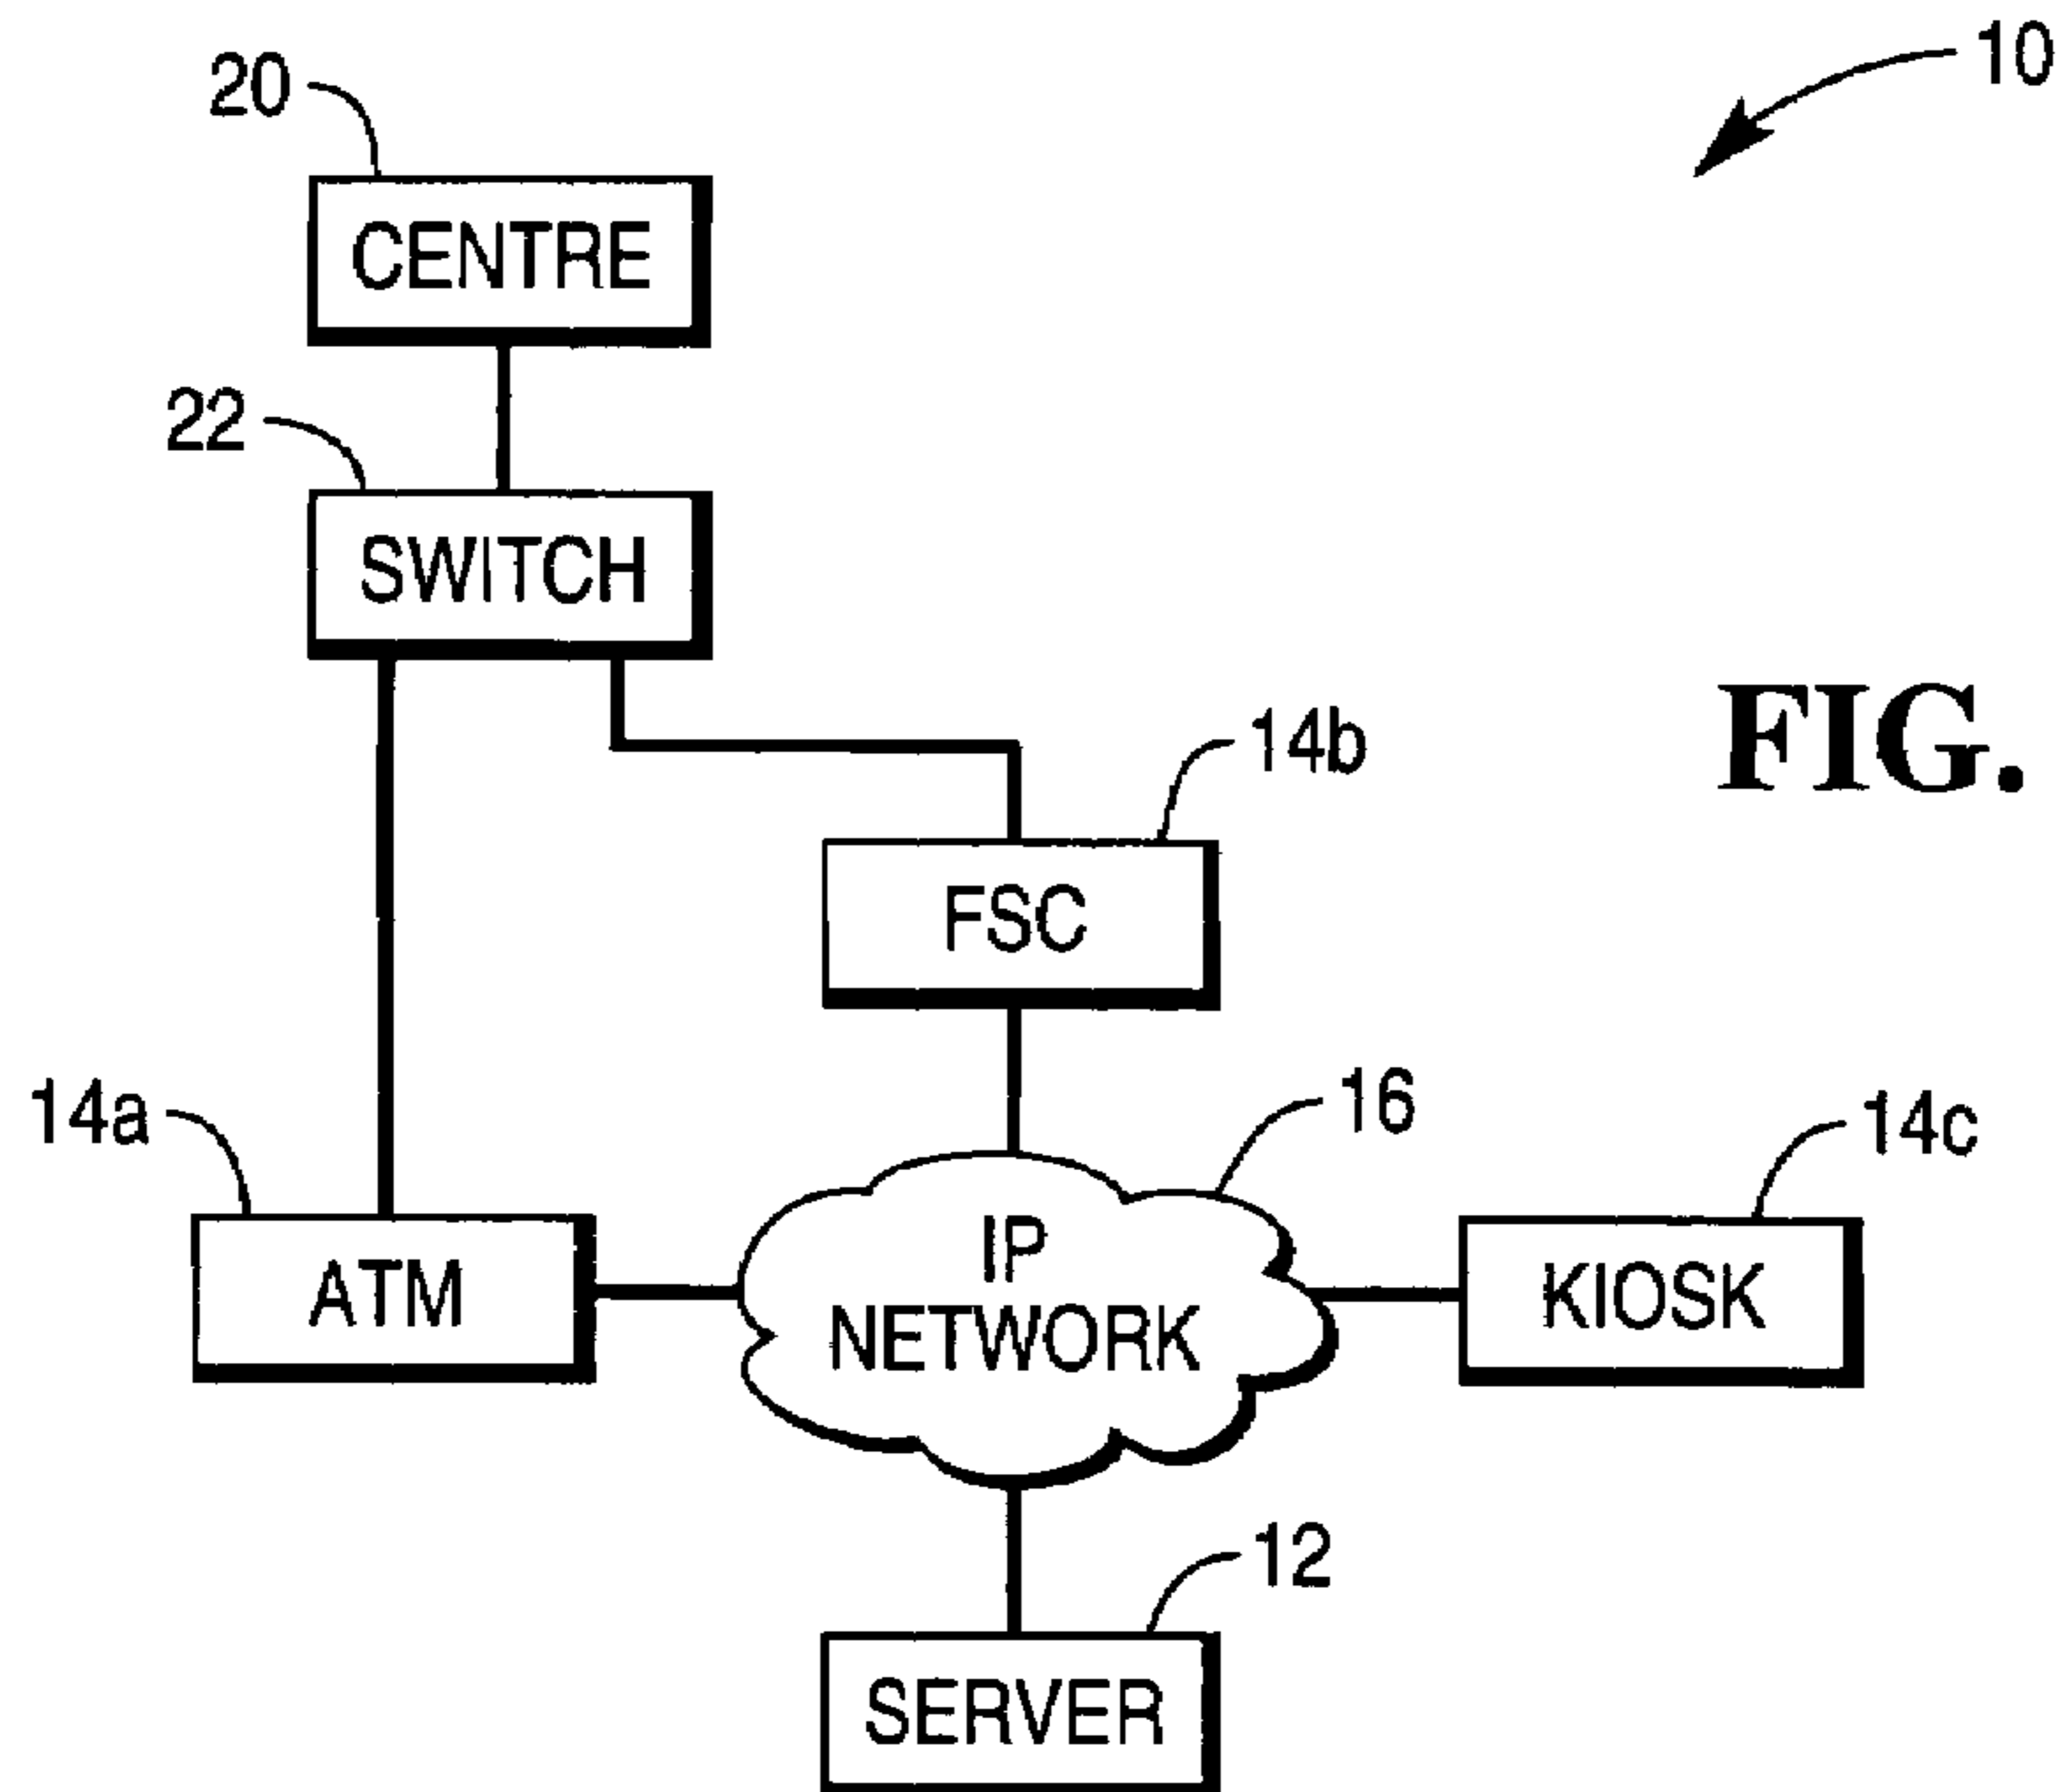 10
20
CENTRE
22
SWITCH
FIG.
14b
FSC
14a
16
14c
ATM
IP
NETWORK
KIOSK
12
SERVER